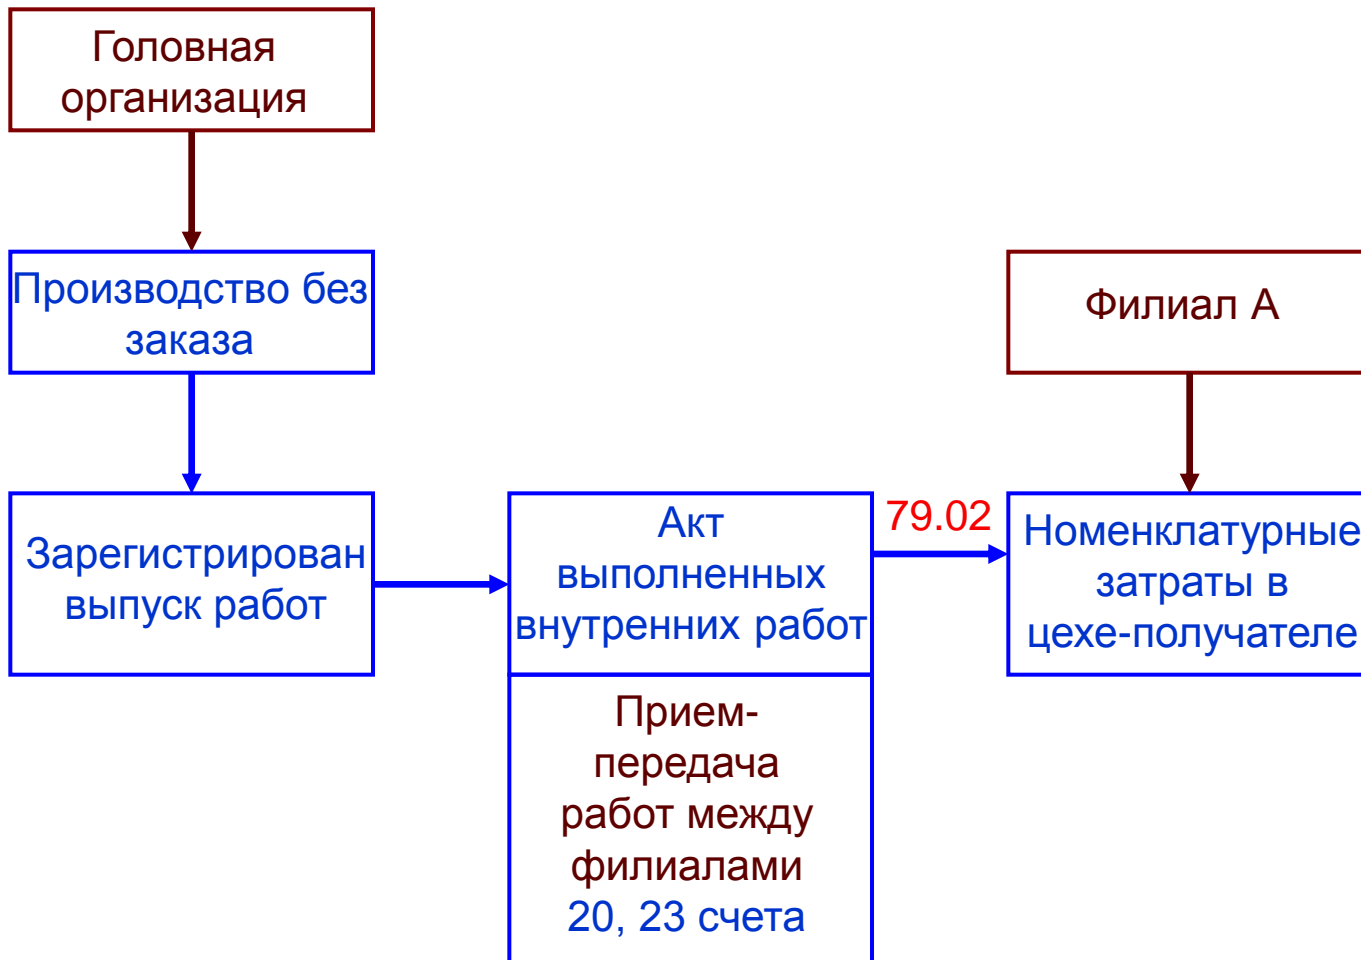 Головная
организация
Производство без
заказа
Филиал А
Зарегистрирован
выпуск работ
Акт
выполненных
внутренних работ
79.02
Номенклатурные
затраты в
цехе-получателе
Прием-
передача
работ между
филиалами
20, 23 счета